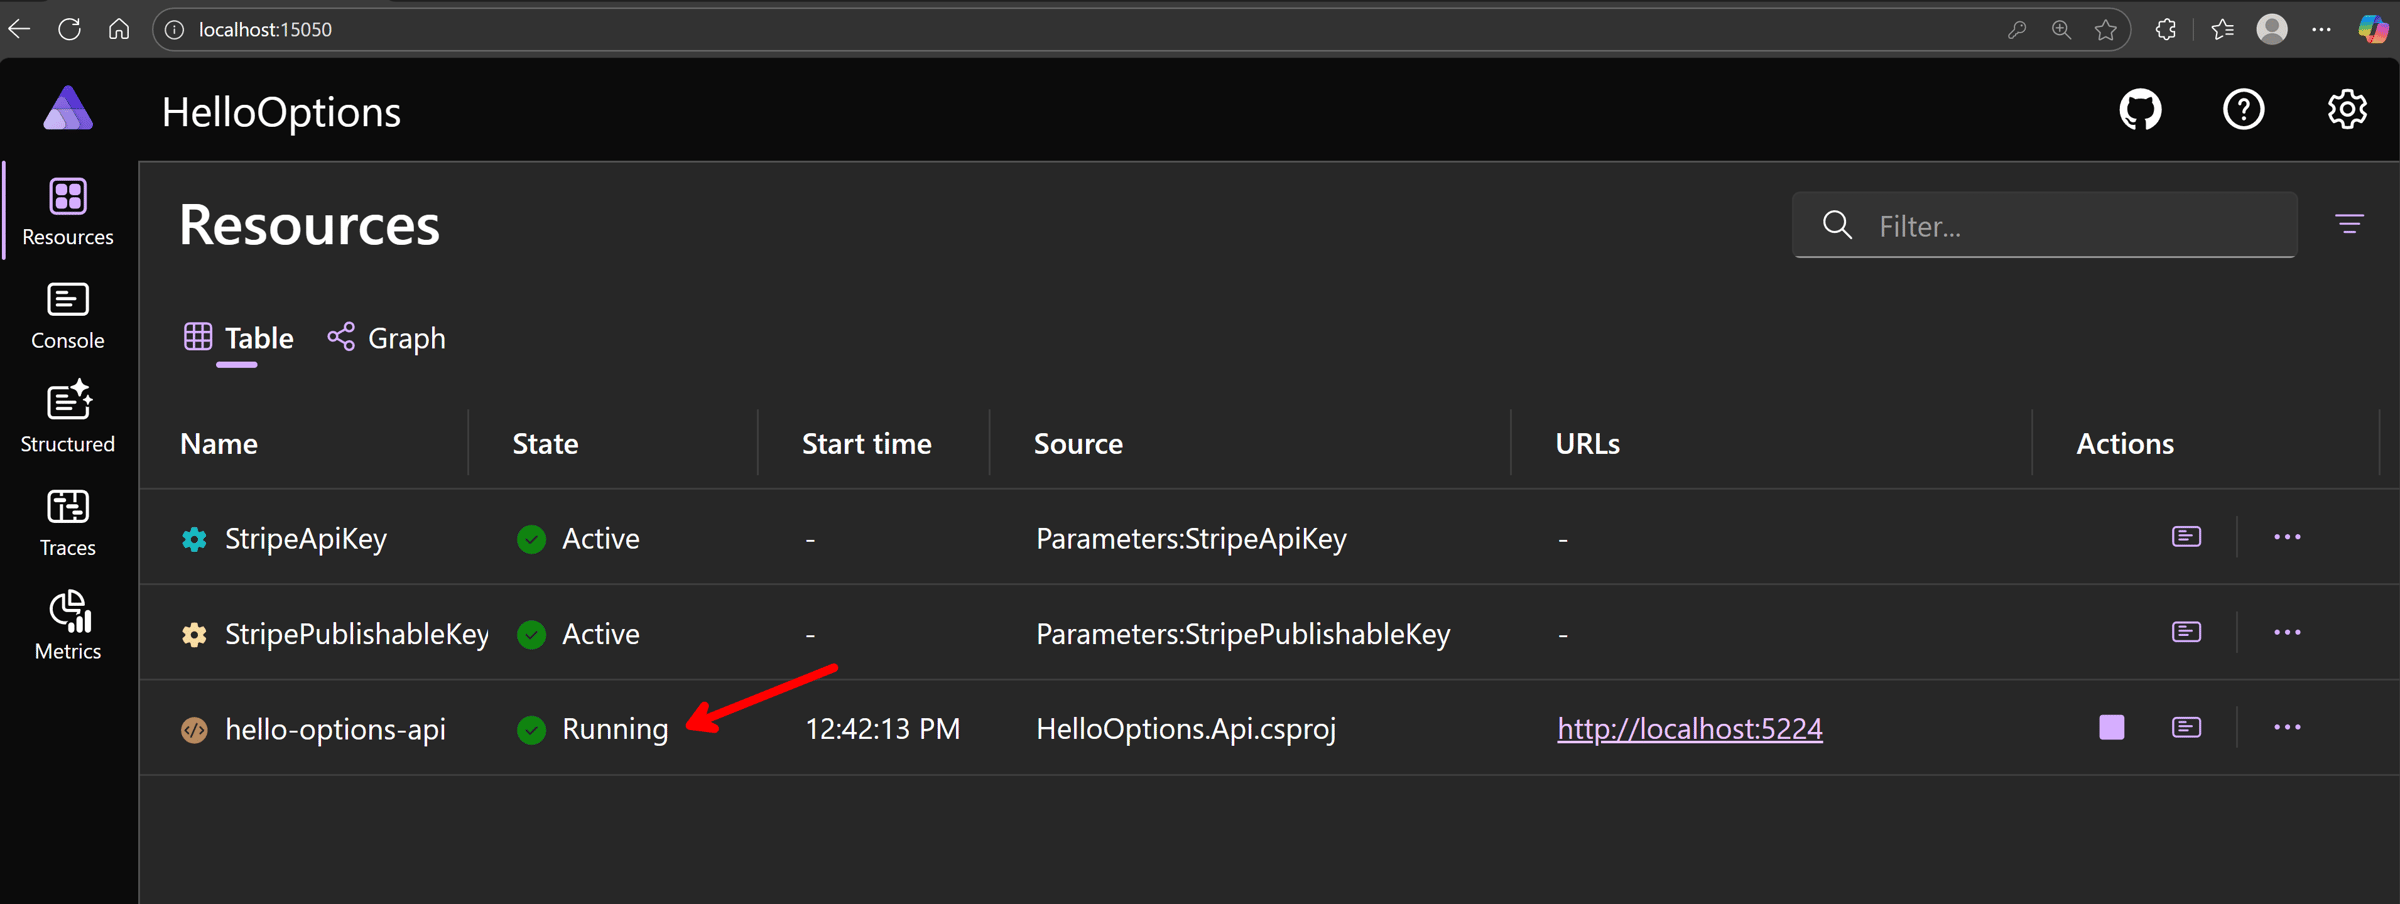 localhost:15050
HelloOptions
Resources
Resources
Filter...
Console
Table Graph
Structured
Name State Start time Source URLs Actions
StripeApiKey Active - Parameters:StripeApiKey -
Traces
StripePublishableKey Active - Parameters:StripePublishableKey -
Metrics
hello-options-api Running 12:42:13 PM HelloOptions.Api.csproj http://localhost:5224